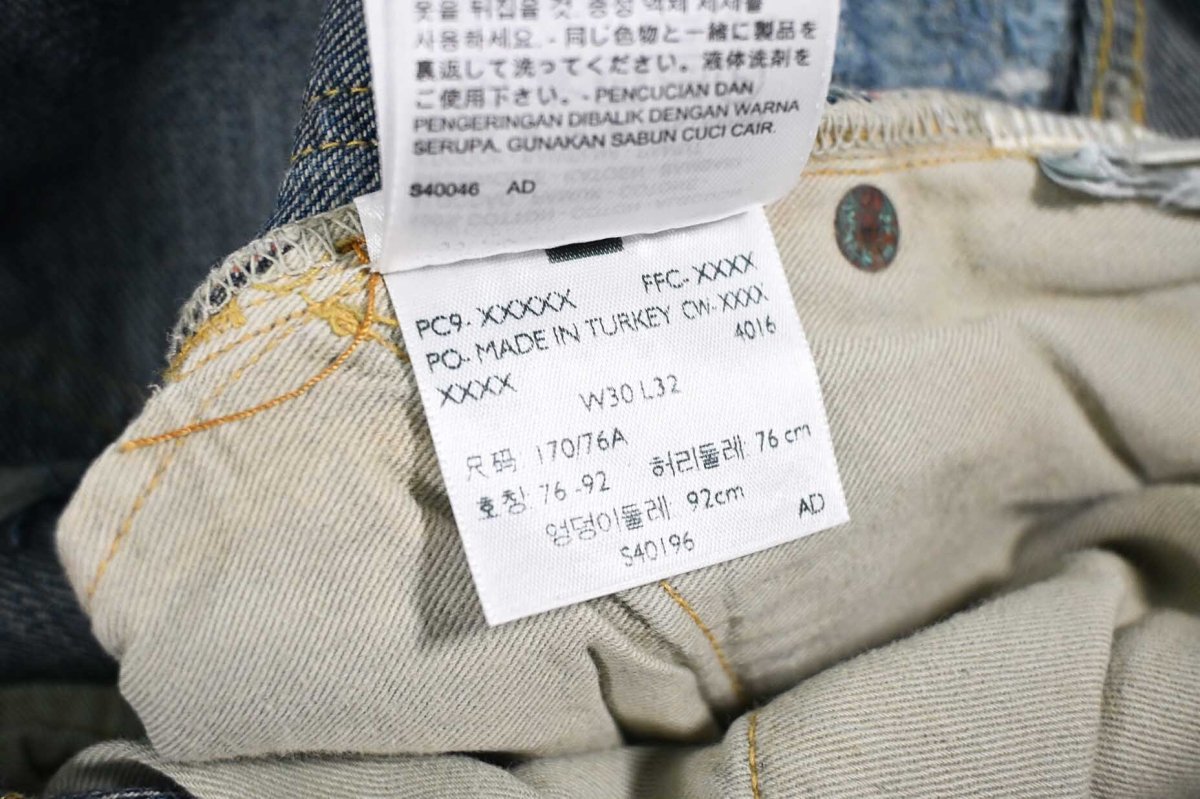 옷을 뒤집을 것. 중성 액체 세제를
사용하세요. - 同じ色物と一緒に製品を
裏返して洗ってください。液体洗剤を
ご使用下さい。- PENCUCIAN DAN
PENGERINGAN DIBALIK DENGAN WARNA
SERUPA, GUNAKAN SABUN CUCI CAIR.
S40046 AD
PC9- XXXXX FFC- XXXX
PO- MADE IN TURKEY CW- XXXX
XXXX 4016
W30 L32
尺码: 170/76A
호칭: 76 -92 허리둘레: 76 cm
엉덩이둘레: 92cm
S40196 AD